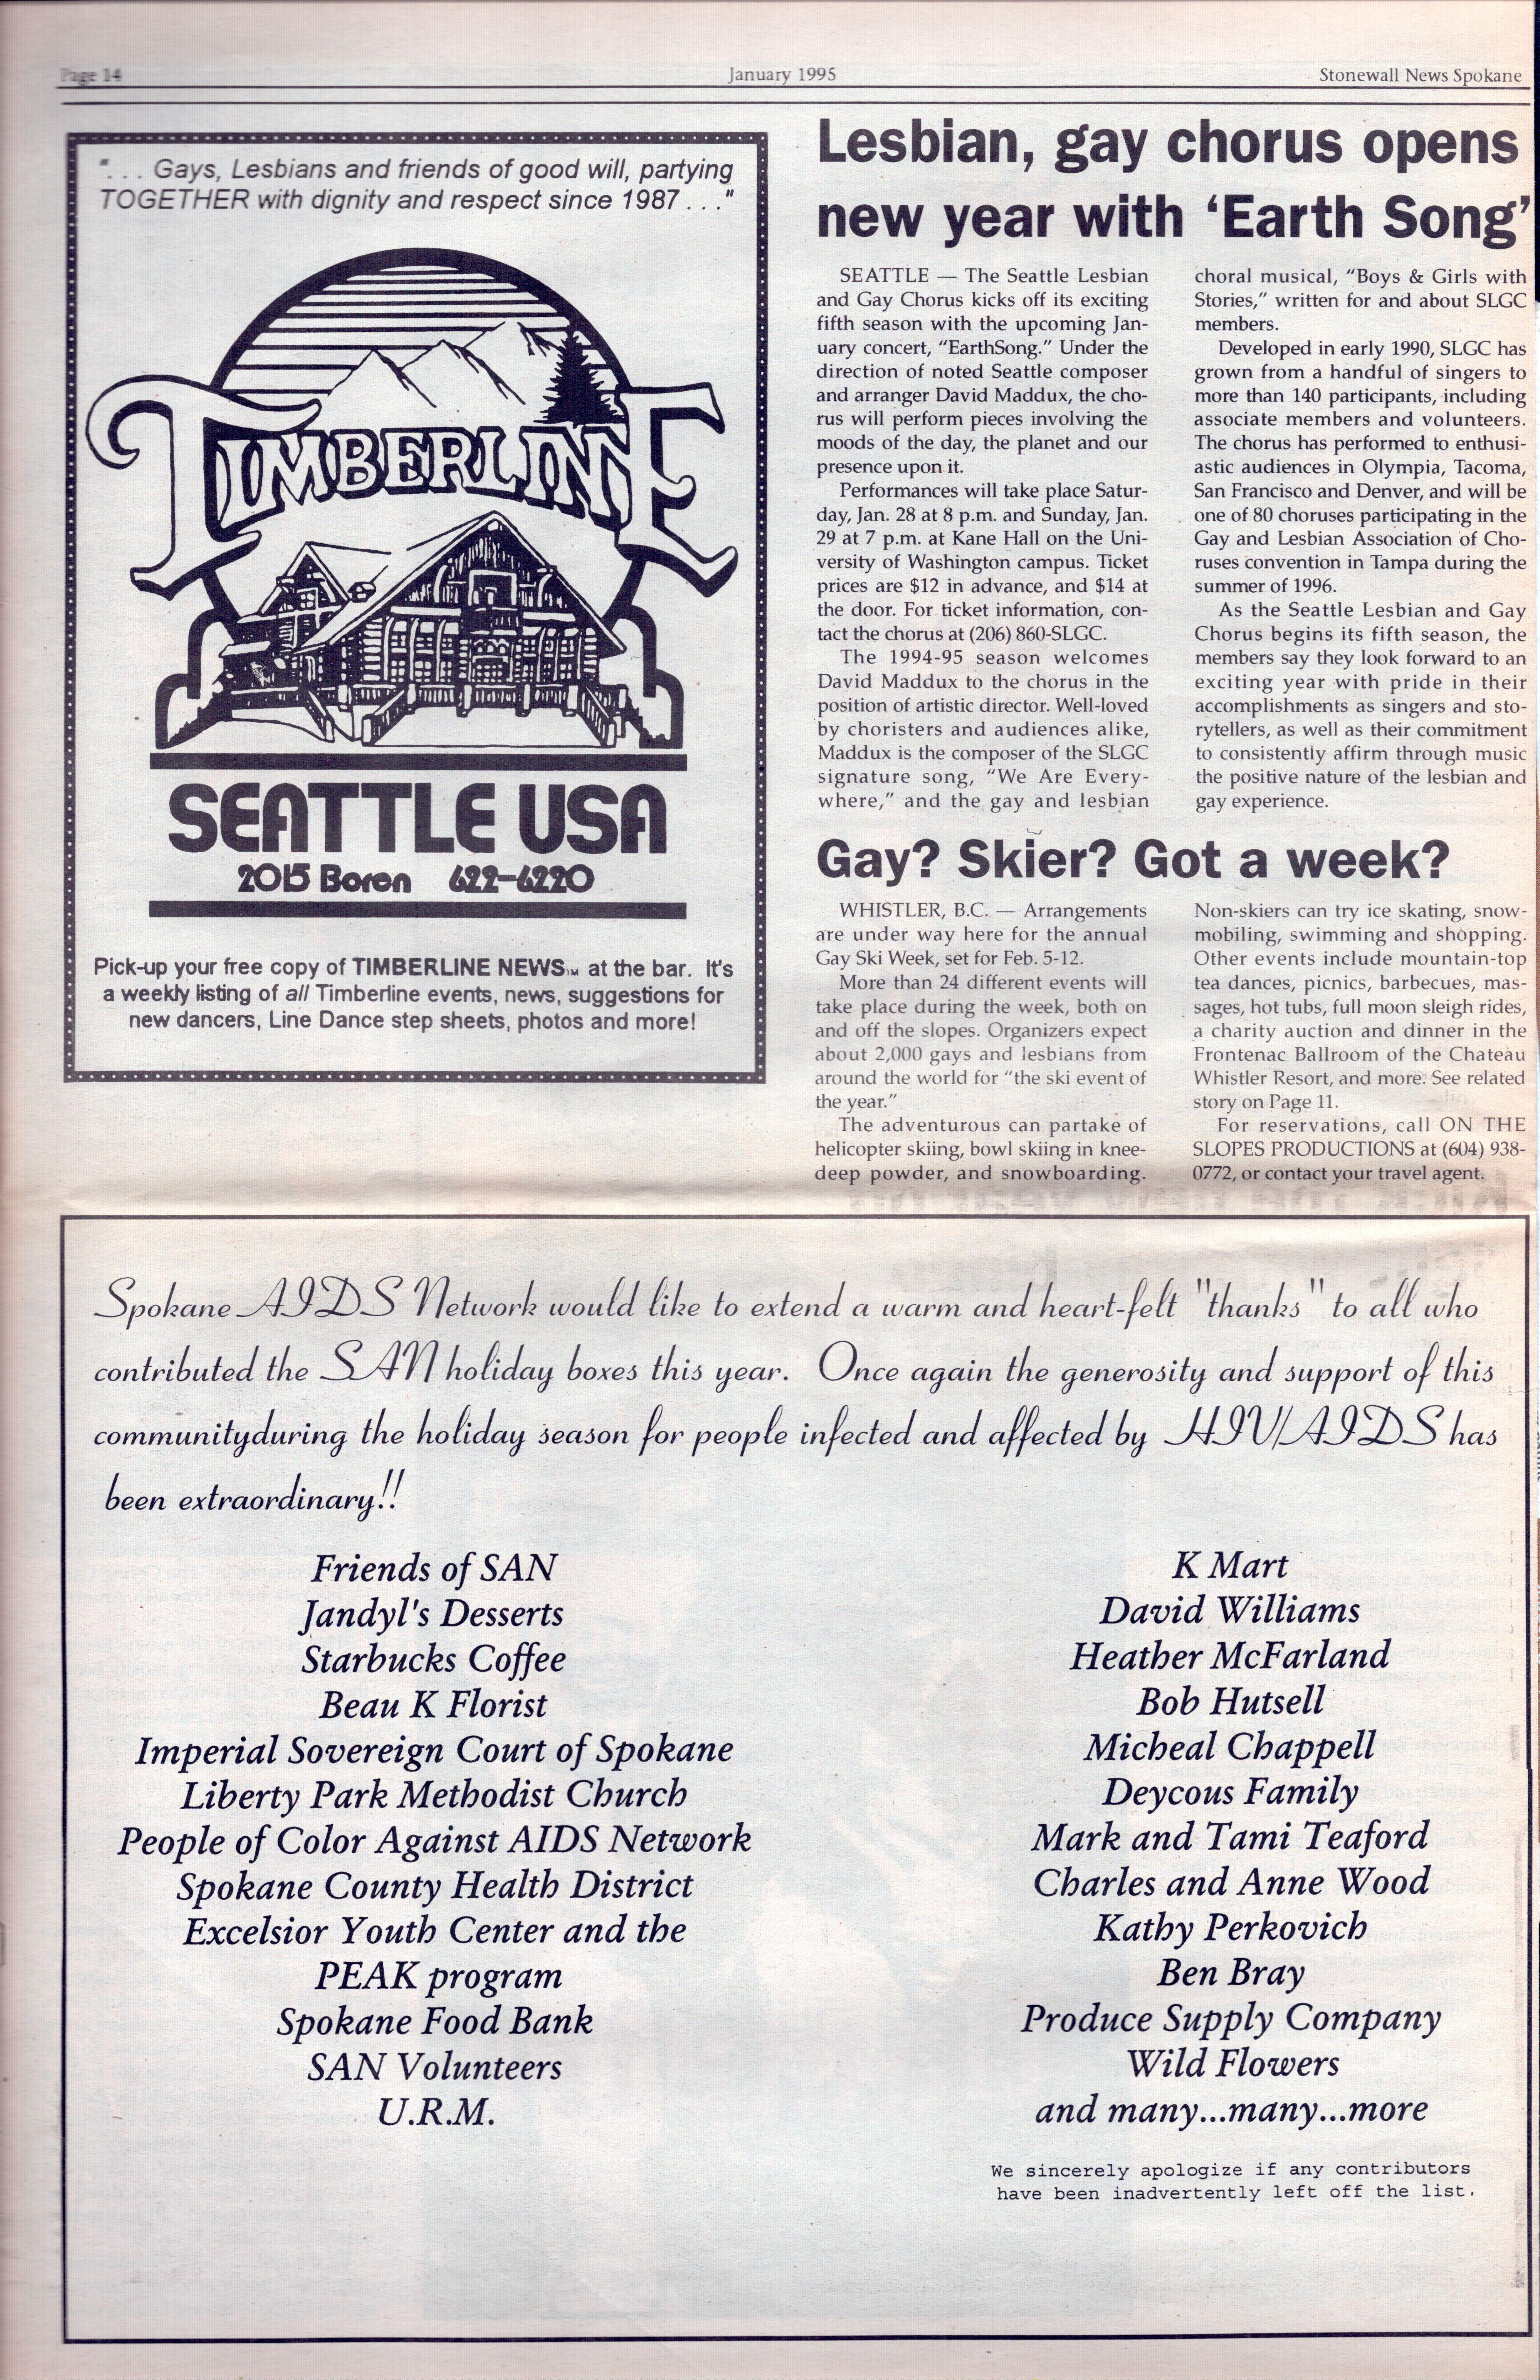 Page 14
January 1995
Stonewall News Spokane
". . . Gays, Lesbians and friends of good will, partying
TOGETHER with dignity and respect since 1987 . . ."
TIMBERLINE
SEATTLE USA
2015 Boren 622-6220
Pick-up your free copy of TIMBERLINE NEWS™ at the bar. It's
a weekly listing of all Timberline events, news, suggestions for
new dancers, Line Dance step sheets, photos and more!
Lesbian, gay chorus opens
new year with ‘Earth Song’
SEATTLE — The Seattle Lesbian
and Gay Chorus kicks off its exciting
fifth season with the upcoming Jan-
uary concert, “EarthSong.” Under the
direction of noted Seattle composer
and arranger David Maddux, the cho-
rus will perform pieces involving the
moods of the day, the planet and our
presence upon it.
Performances will take place Satur-
day, Jan. 28 at 8 p.m. and Sunday, Jan.
29 at 7 p.m. at Kane Hall on the Uni-
versity of Washington campus. Ticket
prices are $12 in advance, and $14 at
the door. For ticket information, con-
tact the chorus at (206) 860-SLGC.
The 1994-95 season welcomes
David Maddux to the chorus in the
position of artistic director. Well-loved
by choristers and audiences alike,
Maddux is the composer of the SLGC
signature song, “We Are Every-
where,” and the gay and lesbian
choral musical, “Boys & Girls with
Stories,” written for and about SLGC
members.
Developed in early 1990, SLGC has
grown from a handful of singers to
more than 140 participants, including
associate members and volunteers.
The chorus has performed to enthusi-
astic audiences in Olympia, Tacoma,
San Francisco and Denver, and will be
one of 80 choruses participating in the
Gay and Lesbian Association of Cho-
ruses convention in Tampa during the
summer of 1996.
As the Seattle Lesbian and Gay
Chorus begins its fifth season, the
members say they look forward to an
exciting year with pride in their
accomplishments as singers and sto-
rytellers, as well as their commitment
to consistently affirm through music
the positive nature of the lesbian and
gay experience.
Gay? Skier? Got a week?
WHISTLER, B.C. — Arrangements
are under way here for the annual
Gay Ski Week, set for Feb. 5-12.
More than 24 different events will
take place during the week, both on
and off the slopes. Organizers expect
about 2,000 gays and lesbians from
around the world for “the ski event of
the year.”
The adventurous can partake of
helicopter skiing, bowl skiing in knee-
deep powder, and snowboarding.
Non-skiers can try ice skating, snow-
mobiling, swimming and shopping.
Other events include mountain-top
tea dances, picnics, barbecues, mas-
sages, hot tubs, full moon sleigh rides,
a charity auction and dinner in the
Frontenac Ballroom of the Chateau
Whistler Resort, and more. See related
story on Page 11.
For reservations, call ON THE
SLOPES PRODUCTIONS at (604) 938-
0772, or contact your travel agent.
Spokane AIDS Network would like to extend a warm and heart-felt "thanks" to all who
contributed the SAN holiday boxes this year. Once again the generosity and support of this
communityduring the holiday season for people infected and affected by HIV/AIDS has
been extraordinary!!
Friends of SAN
Jandyl's Desserts
Starbucks Coffee
Beau K Florist
Imperial Sovereign Court of Spokane
Liberty Park Methodist Church
People of Color Against AIDS Network
Spokane County Health District
Excelsior Youth Center and the
PEAK program
Spokane Food Bank
SAN Volunteers
U.R.M.
K Mart
David Williams
Heather McFarland
Bob Hutsell
Micheal Chappell
Deycous Family
Mark and Tami Teaford
Charles and Anne Wood
Kathy Perkovich
Ben Bray
Produce Supply Company
Wild Flowers
and many...many...more
We sincerely apologize if any contributors
have been inadvertently left off the list.